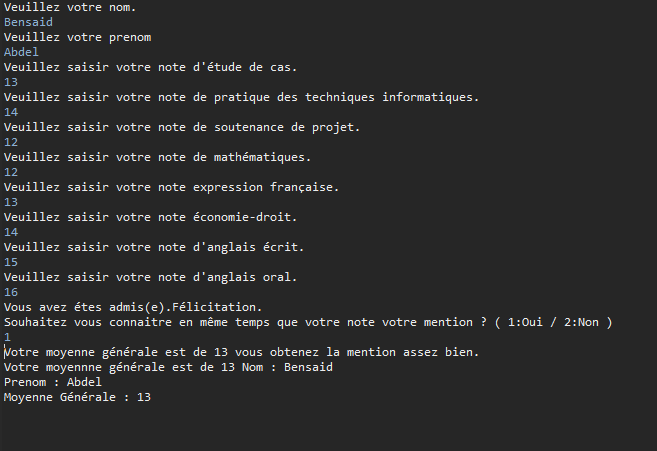 Veuillez votre nom.
Bensaid
Veuillez votre prenom
Abdel
Veuillez saisir votre note d'étude de cas.
13
Veuillez saisir votre note de pratique des techniques informatiques.
14
Veuillez saisir votre note de soutenance de projet.
12
Veuillez saisir votre note de mathématiques.
12
Veuillez saisir votre note expression française.
13
Veuillez saisir votre note économie-droit.
14
Veuillez saisir votre note d'anglais écrit.
15
Veuillez saisir votre note d'anglais oral.
16
Vous avez étes admis(e).Félicitation.
Souhaitez vous connaitre en même temps que votre note votre mention ? ( 1:Oui / 2:Non )
1
Votre moyenne générale est de 13 vous obtenez la mention assez bien.
Votre moyennne générale est de 13 Nom : Bensaid
Prenom : Abdel
Moyenne Générale : 13